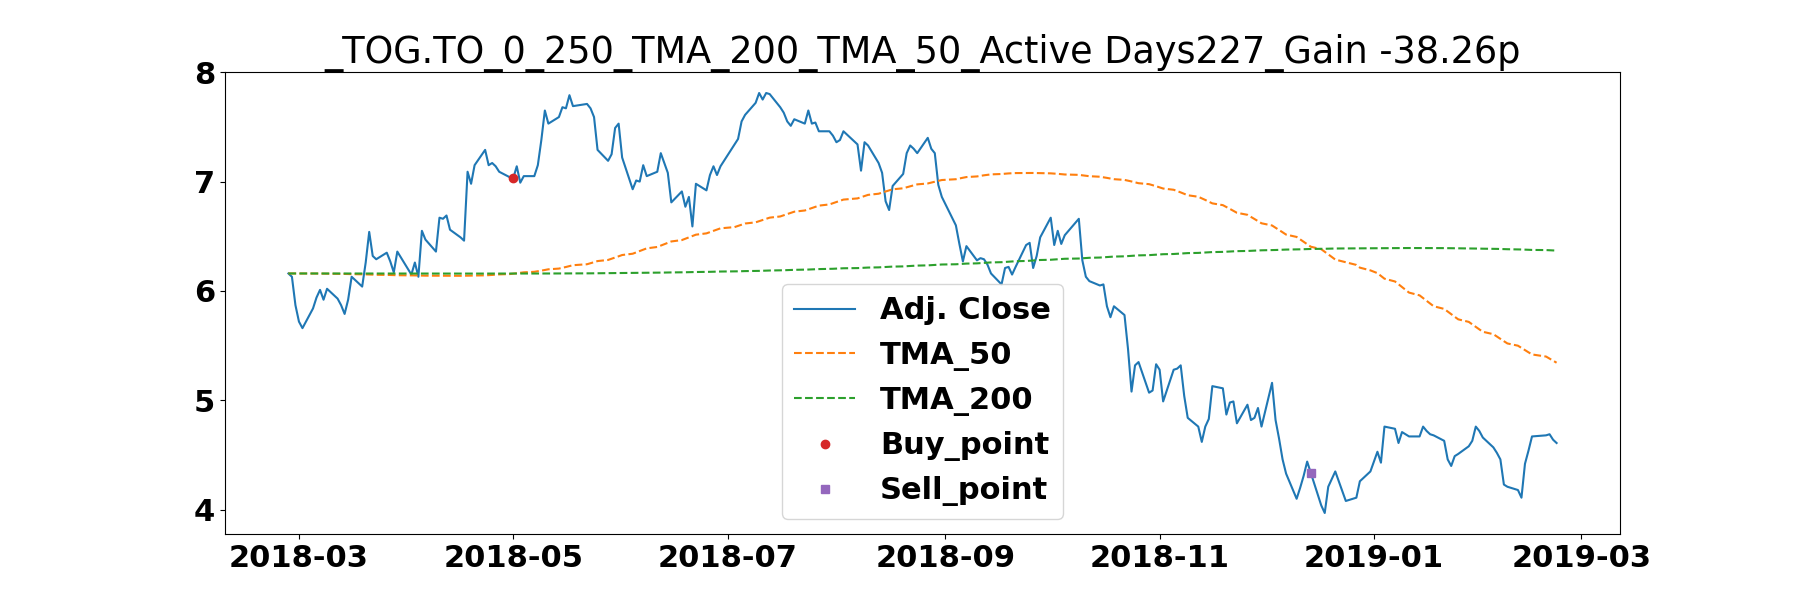 _TOG.TO_0_250_TMA_200_TMA_50_Active Days227_Gain -38.26p
8
7
6
5
4
Adj. Close
TMA_50
TMA_200
Buy_point
Sell_point
2018-03 2018-05 2018-07 2018-09 2018-11 2019-01 2019-03